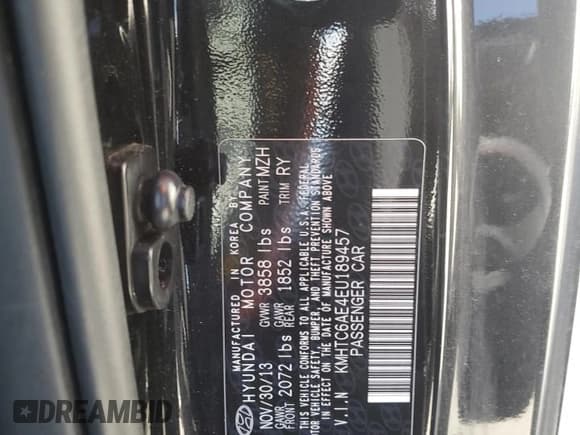 MANUFACTURED IN KOREA BY
HYUNDAI MOTOR COMPANY
NOV/30/13 GVWR 3858 lbs PAINT MZH
GAWR FRONT 2072 lbs GAWR REAR 1852 lbs TRIM RY
THIS VEHICLE CONFORMS TO ALL APPLICABLE U.S.A. FEDERAL
MOTOR VEHICLE SAFETY, BUMPER, AND THEFT PREVENTION STANDARDS
IN EFFECT ON THE DATE OF MANUFACTURE SHOWN ABOVE
V.I.N KMHTC6AE4EU189457
PASSENGER CAR
DREAMBID